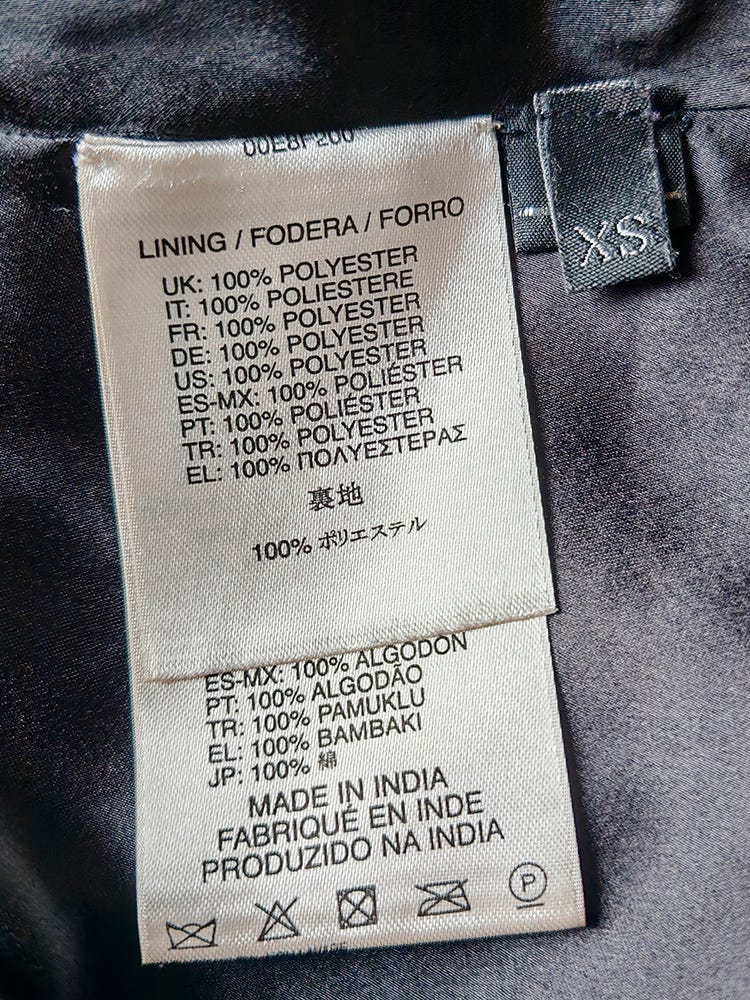 XS
LINING / FODERA / FORRO
UK: 100% POLYESTER
IT: 100% POLIESTERE
FR: 100% POLYESTER
DE: 100% POLYESTER
US: 100% POLYESTER
ES-MX: 100% POLIÉSTER
PT: 100% POLIÉSTER
TR: 100% POLYESTER
EL: 100% ΠΟΛΥΕΣΤΕΡΑΣ
裏地
100% ポリエステル
ES-MX: 100% ALGODÓN
PT: 100% ALGODÃO
TR: 100% PAMUKLU
EL: 100% BAMBAKI
JP: 100% 綿
MADE IN INDIA
FABRIQUÉ EN INDE
PRODUZIDO NA INDIA
P